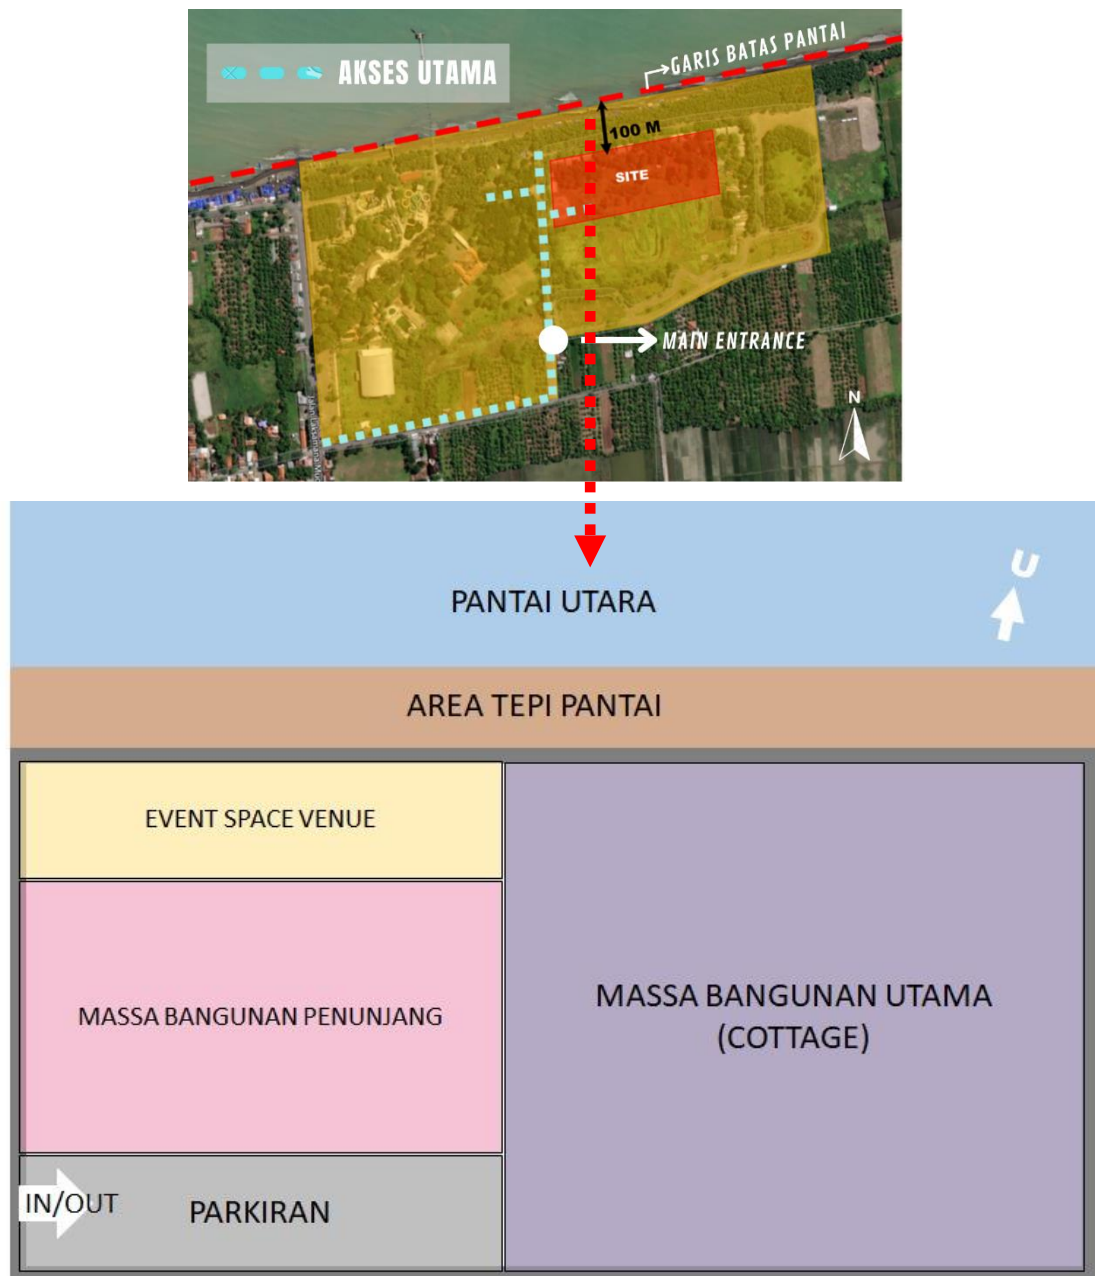 AKSES UTAMA
GARIS BATAS PANTAI
100 M
SITE
MAIN ENTRANCE
N
PANTAI UTARA
U
AREA TEPI PANTAI
EVENT SPACE VENUE
MASSA BANGUNAN PENUNJANG
MASSA BANGUNAN UTAMA
(COTTAGE)
IN/OUT
PARKIRAN